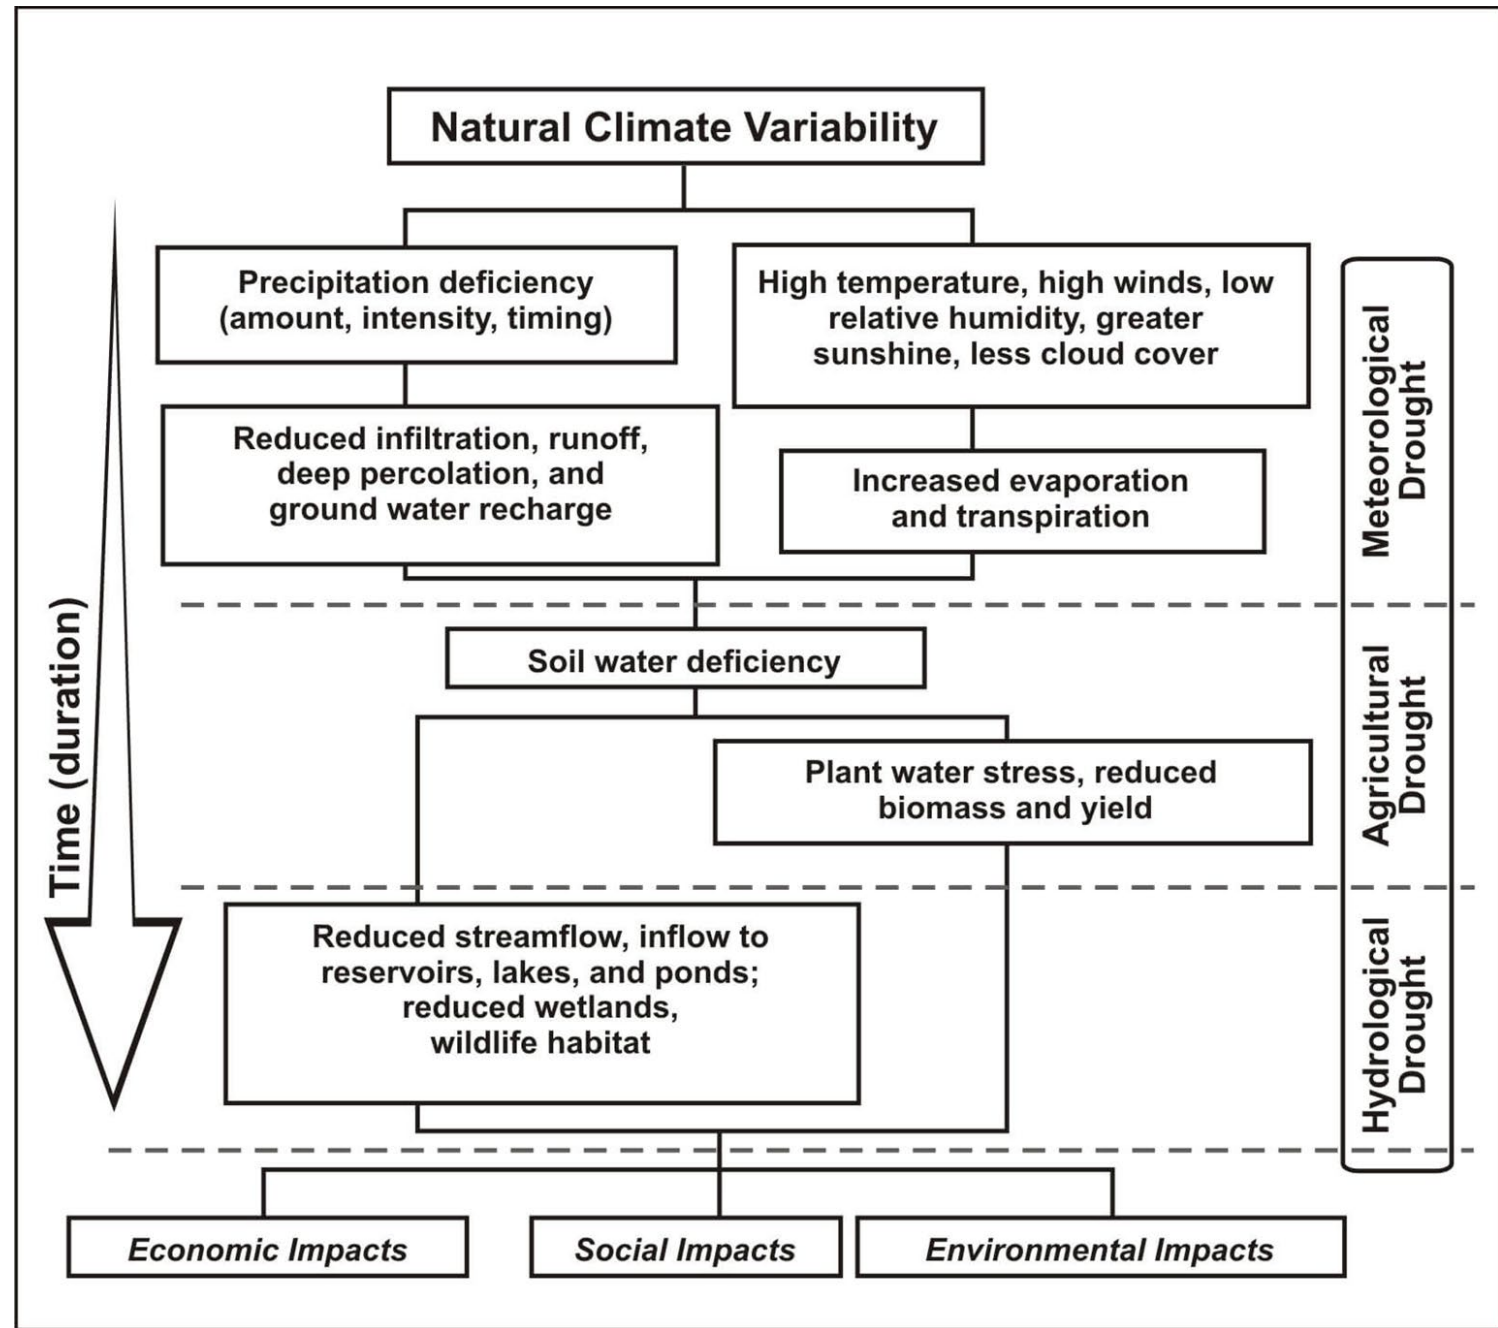 Natural Climate Variability
Precipitation deficiency
(amount, intensity, timing)
High temperature, high winds, low
relative humidity, greater
sunshine, less cloud cover
Reduced infiltration, runoff,
deep percolation, and
ground water recharge
Increased evaporation
and transpiration
Meteorological
Drought
Time (duration)
Soil water deficiency
Plant water stress, reduced
biomass and yield
Agricultural
Drought
Reduced streamflow, inflow to
reservoirs, lakes, and ponds;
reduced wetlands,
wildlife habitat
Hydrological
Drought
Economic Impacts
Social Impacts
Environmental Impacts